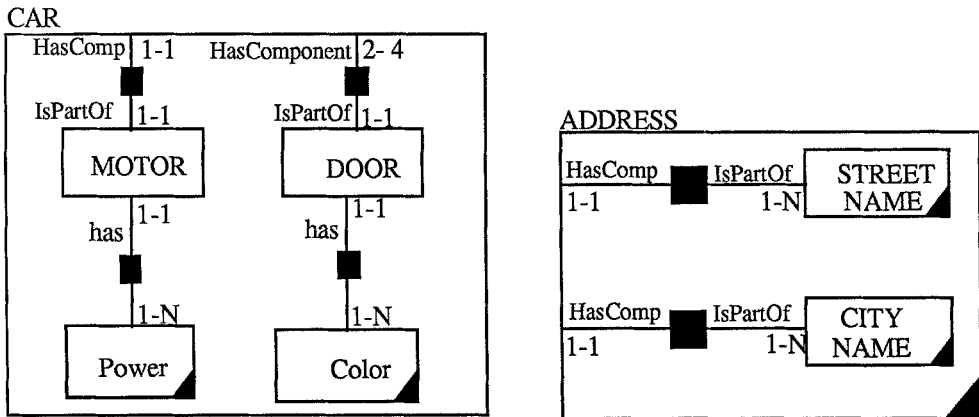 CAR
HasComp 1-1
HasComponent 2-4
IsPartOf 1-1
IsPartOf 1-1
MOTOR
DOOR
1-1
1-1
has
has
1-N
1-N
Power
Color
ADDRESS
HasComp
IsPartOf
1-1
1-N
STREET
NAME
HasComp
IsPartOf
1-1
1-N
CITY
NAME